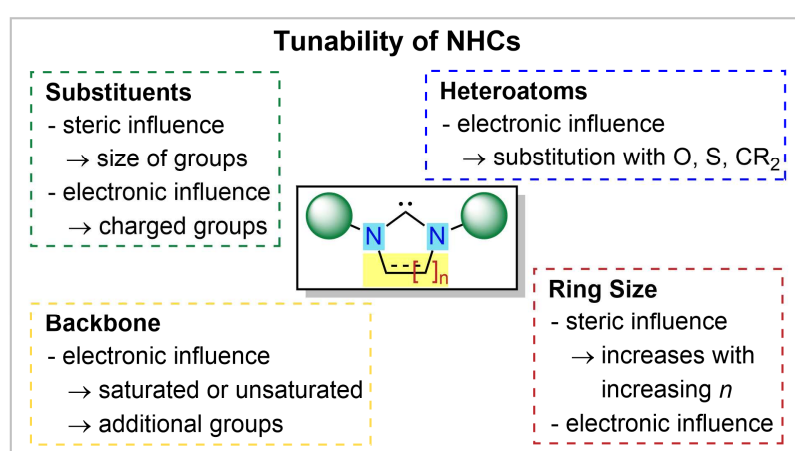 Tunability of NHCs
Substituents
- steric influence
→ size of groups
- electronic influence
→ charged groups
Heteroatoms
- electronic influence
→ substitution with O, S, CR₂
N
N
[ ]n
Backbone
- electronic influence
→ saturated or unsaturated
→ additional groups
Ring Size
- steric influence
→ increases with
increasing n
- electronic influence